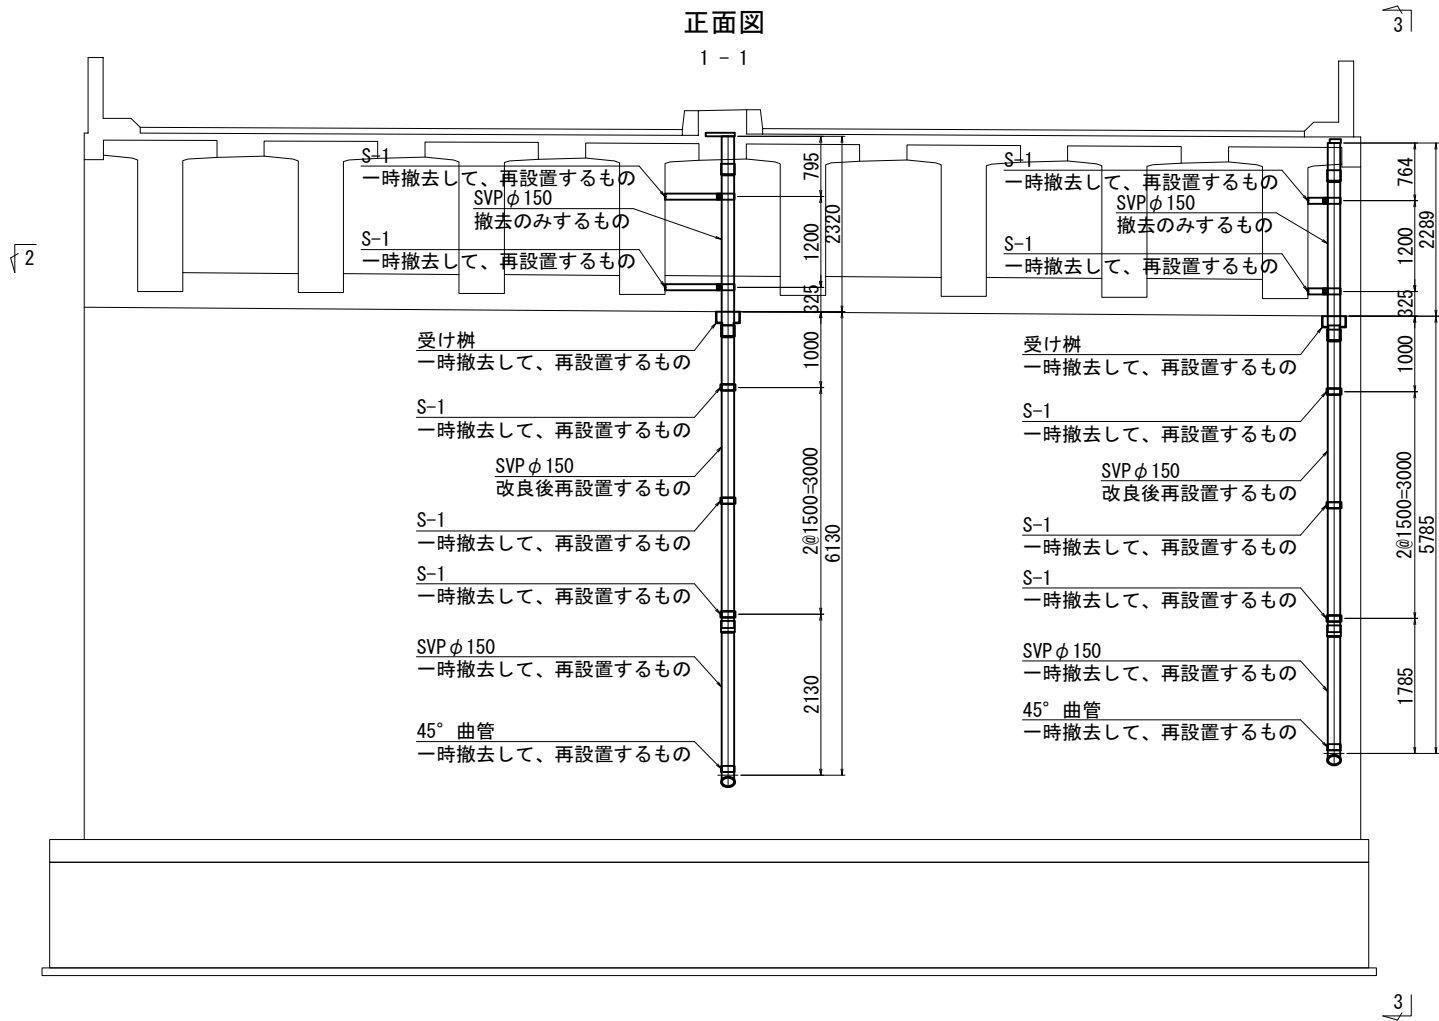 正面図
1 - 1
3
2
S-1
一時撤去して、再設置するもの
SVPφ150
撤去のみするもの
S-1
一時撤去して、再設置するもの
受け桝
一時撤去して、再設置するもの
S-1
一時撤去して、再設置するもの
SVPφ150
改良後再設置するもの
S-1
一時撤去して、再設置するもの
S-1
一時撤去して、再設置するもの
SVPφ150
一時撤去して、再設置するもの
45° 曲管
一時撤去して、再設置するもの
795
1200
325
2320
1000
2@1500=3000
2130
6130
S-1
一時撤去して、再設置するもの
SVPφ150
撤去のみするもの
S-1
一時撤去して、再設置するもの
受け桝
一時撤去して、再設置するもの
S-1
一時撤去して、再設置するもの
SVPφ150
改良後再設置するもの
S-1
一時撤去して、再設置するもの
S-1
一時撤去して、再設置するもの
SVPφ150
一時撤去して、再設置するもの
45° 曲管
一時撤去して、再設置するもの
764
1200
325
2289
1000
2@1500=3000
1785
5785
3